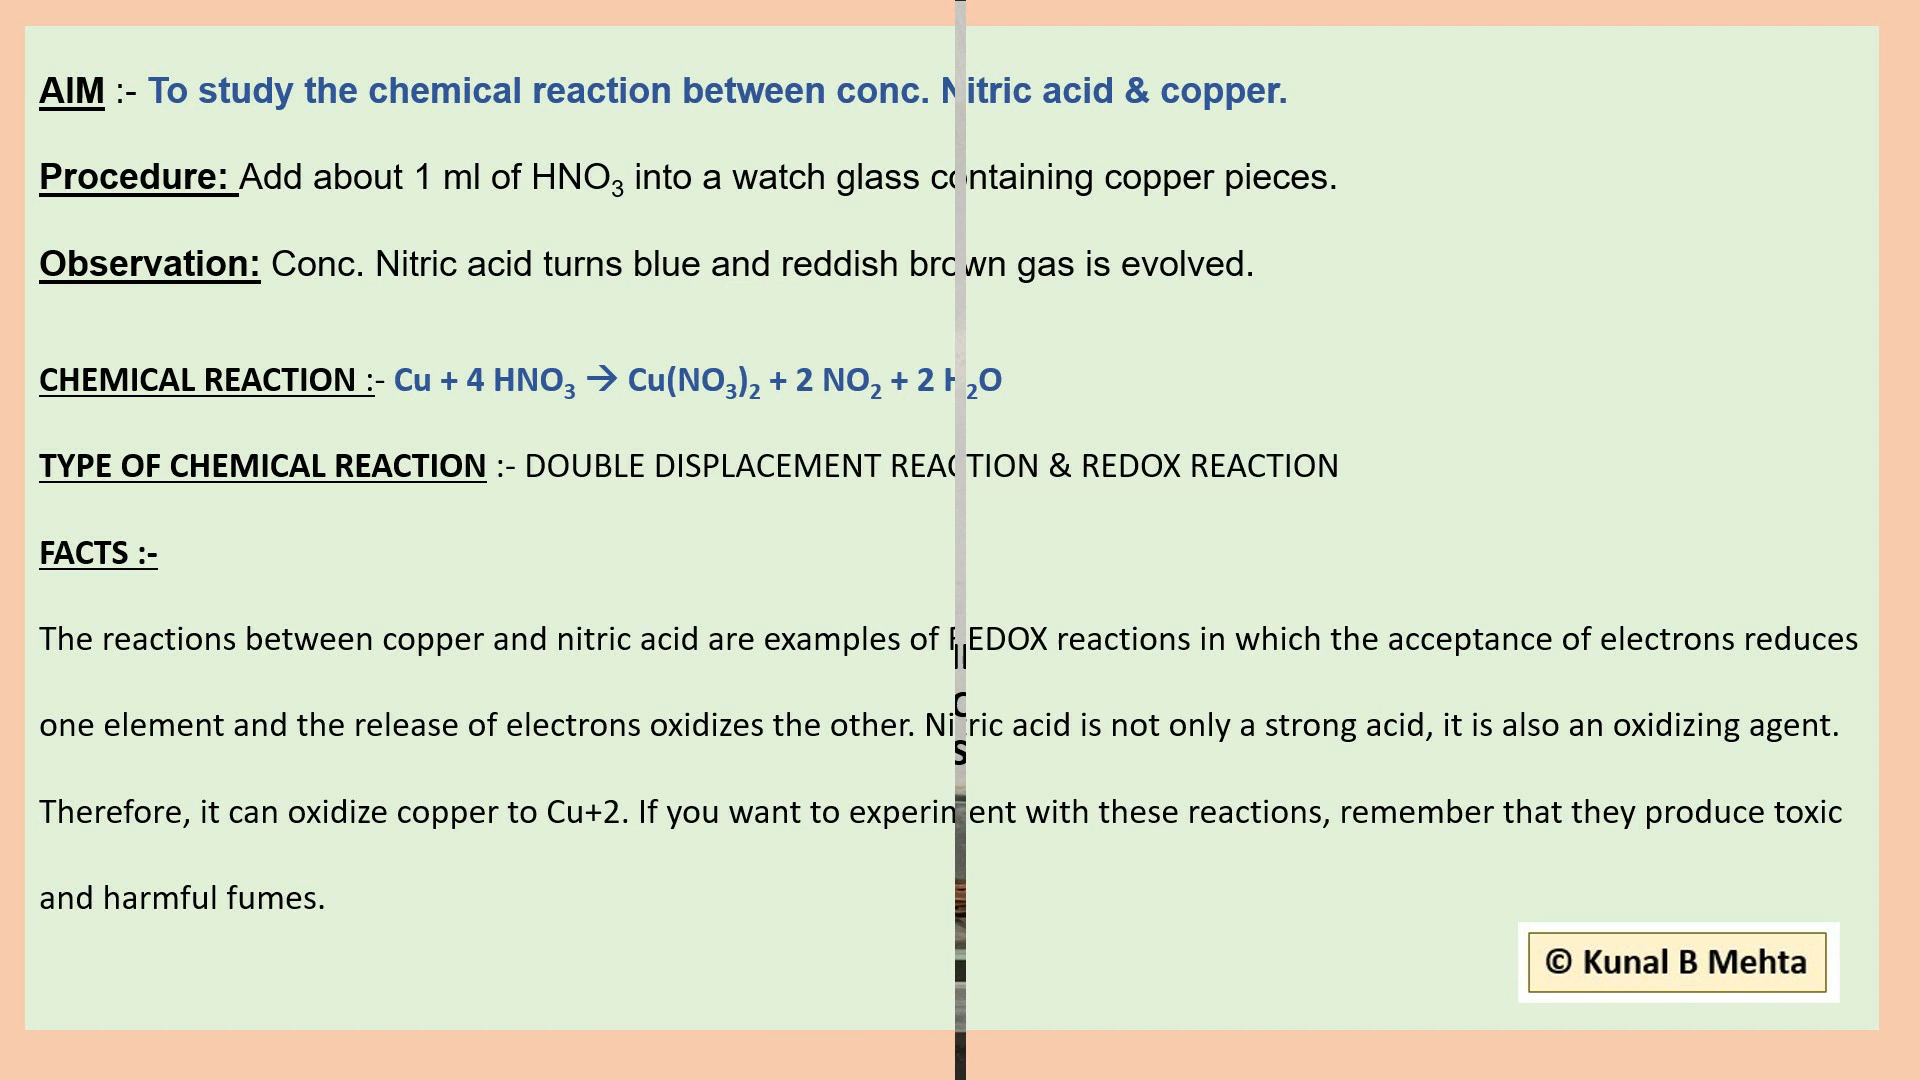 AIM :- To study the chemical reaction between conc. Nitric acid & copper.
Procedure: Add about 1 ml of HNO₃ into a watch glass containing copper pieces.
Observation: Conc. Nitric acid turns blue and reddish brown gas is evolved.
CHEMICAL REACTION :- Cu + 4 HNO₃ → Cu(NO₃)₂ + 2 NO₂ + 2 H₂O
TYPE OF CHEMICAL REACTION :- DOUBLE DISPLACEMENT REACTION & REDOX REACTION
FACTS :-
The reactions between copper and nitric acid are examples of REDOX reactions in which the acceptance of electrons reduces
one element and the release of electrons oxidizes the other. Nitric acid is not only a strong acid, it is also an oxidizing agent.
Therefore, it can oxidize copper to Cu+2. If you want to experiment with these reactions, remember that they produce toxic
and harmful fumes.
© Kunal B Mehta